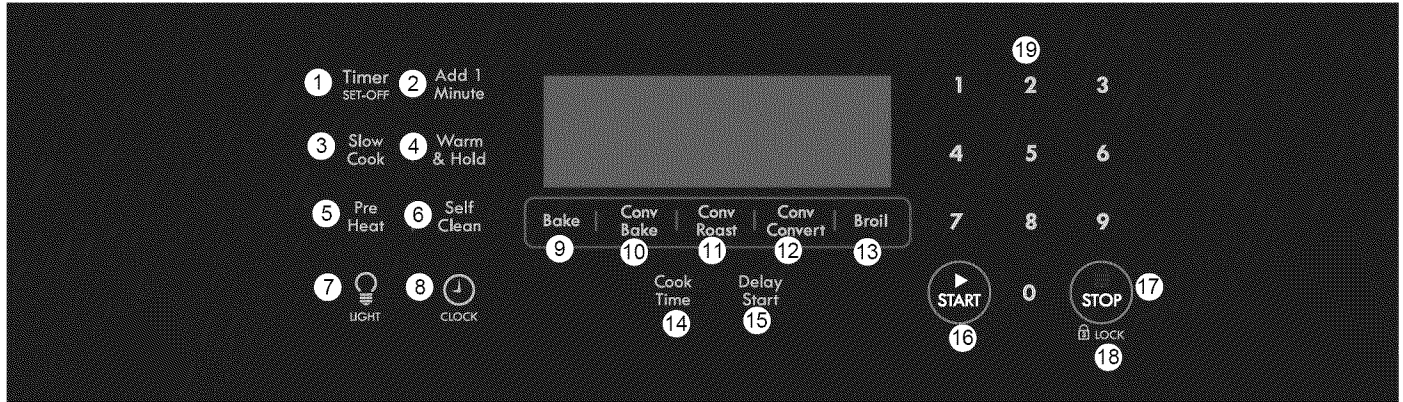 19
1 Timer 2 Add 1
SET-OFF Minute
1 2 3
3 Slow 4 Warm
Cook & Hold
4 5 6
5 Pre 6 Self
Heat Clean
Bake | Conv | Conv | Conv | Broil
Bake Roast Convert
9 10 11 12 13
7 8 9
7 LIGHT
8 CLOCK
Cook Delay
Time Start
14 15
START
16
0
STOP 17
LOCK
18